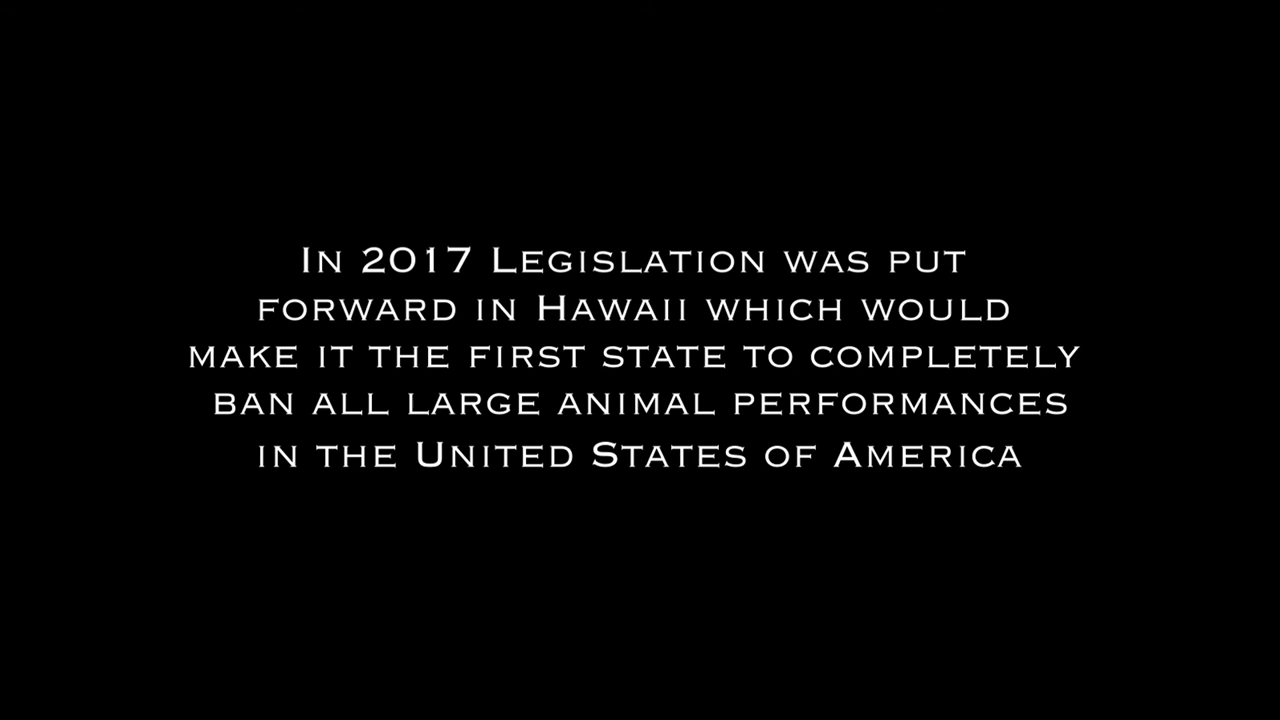 In 2017 Legislation was put
forward in Hawaii which would
make it the first state to completely
ban all large animal performances
in the United States of America